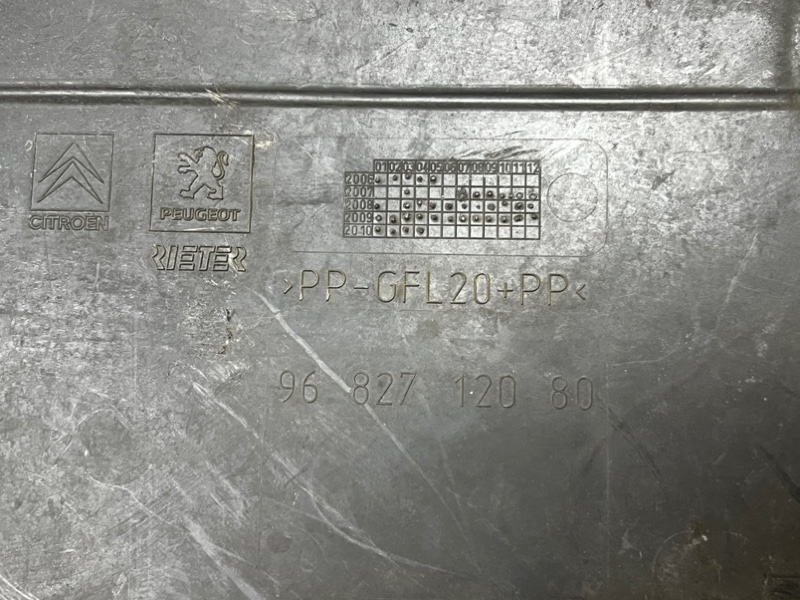 CITROËN
PEUGEOT
RIETER
01 02 03 04 05 06 07 08 09 10 11 12
2006
2007
2008
2009
2010
>PP-GFL20+PP<
96 827 120 80